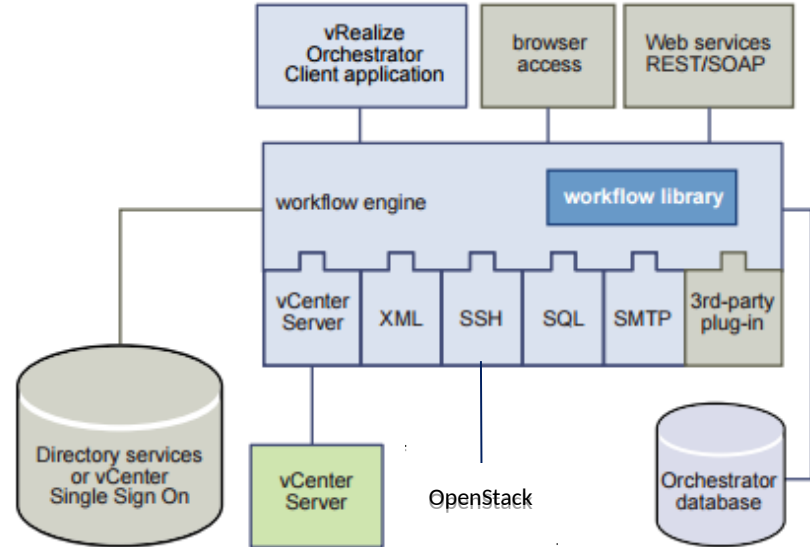 vRealize
Orchestrator
Client application
browser
access
Web services
REST/SOAP
workflow engine
workflow library
vCenter
Server
XML
SSH
SQL
SMTP
3rd-party
plug-in
Directory services
or vCenter
Single Sign On
vCenter
Server
OpenStack
Orchestrator
database